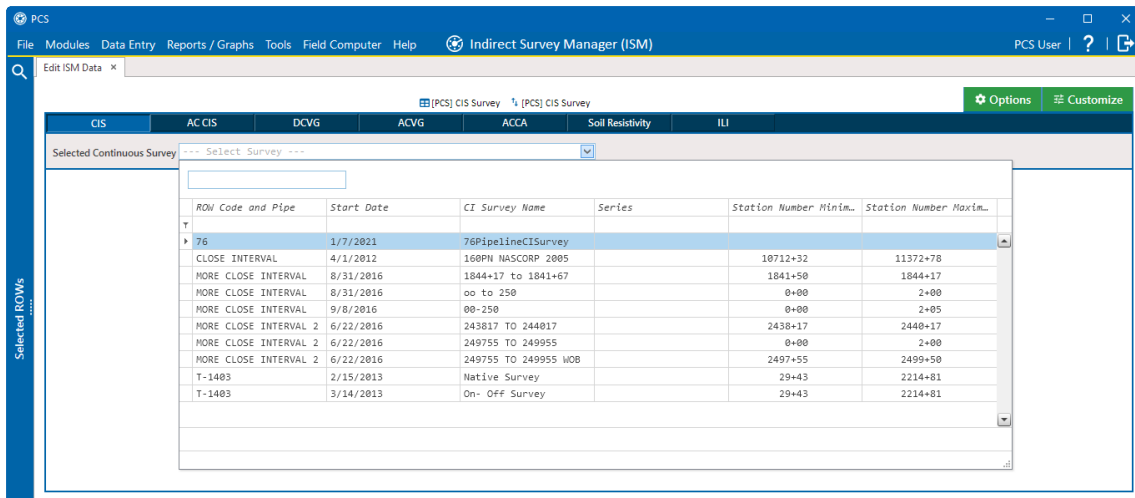 PCS
File Modules Data Entry Reports / Graphs Tools Field Computer Help Indirect Survey Manager (ISM) PCS User | ? |
Edit ISM Data ×
[PCS] CIS Survey [PCS] CIS Survey Options Customize
CIS AC CIS DCVG ACVG ACCA Soil Resistivity ILI
Selected Continuous Survey --- Select Survey ---
ROW Code and Pipe Start Date CI Survey Name Series Station Number Minim… Station Number Maxim…
76 1/7/2021 76PipelineCISurvey
CLOSE INTERVAL 4/1/2012 160PN NASCORP 2005 10712+32 11372+78
MORE CLOSE INTERVAL 8/31/2016 1844+17 to 1841+67 1841+50 1844+17
MORE CLOSE INTERVAL 8/31/2016 oo to 250 0+00 2+00
MORE CLOSE INTERVAL 9/8/2016 00-250 0+00 2+05
MORE CLOSE INTERVAL 2 6/22/2016 243817 TO 244017 2438+17 2440+17
MORE CLOSE INTERVAL 2 6/22/2016 249755 TO 249955 0+00 2+00
MORE CLOSE INTERVAL 2 6/22/2016 249755 TO 249955 WOB 2497+55 2499+50
T-1403 2/15/2013 Native Survey 29+43 2214+81
T-1403 3/14/2013 On- Off Survey 29+43 2214+81
Selected ROWs